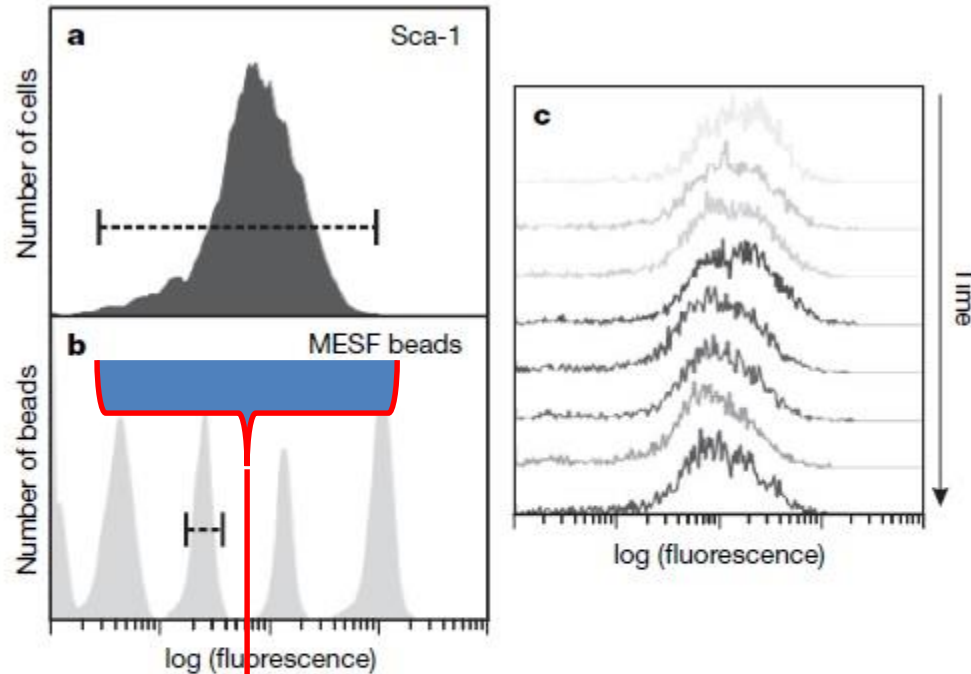 a
Sca-1
Number of cells
b
MESF beads
Number of beads
log (fluorescence)
c
Time
log (fluorescence)